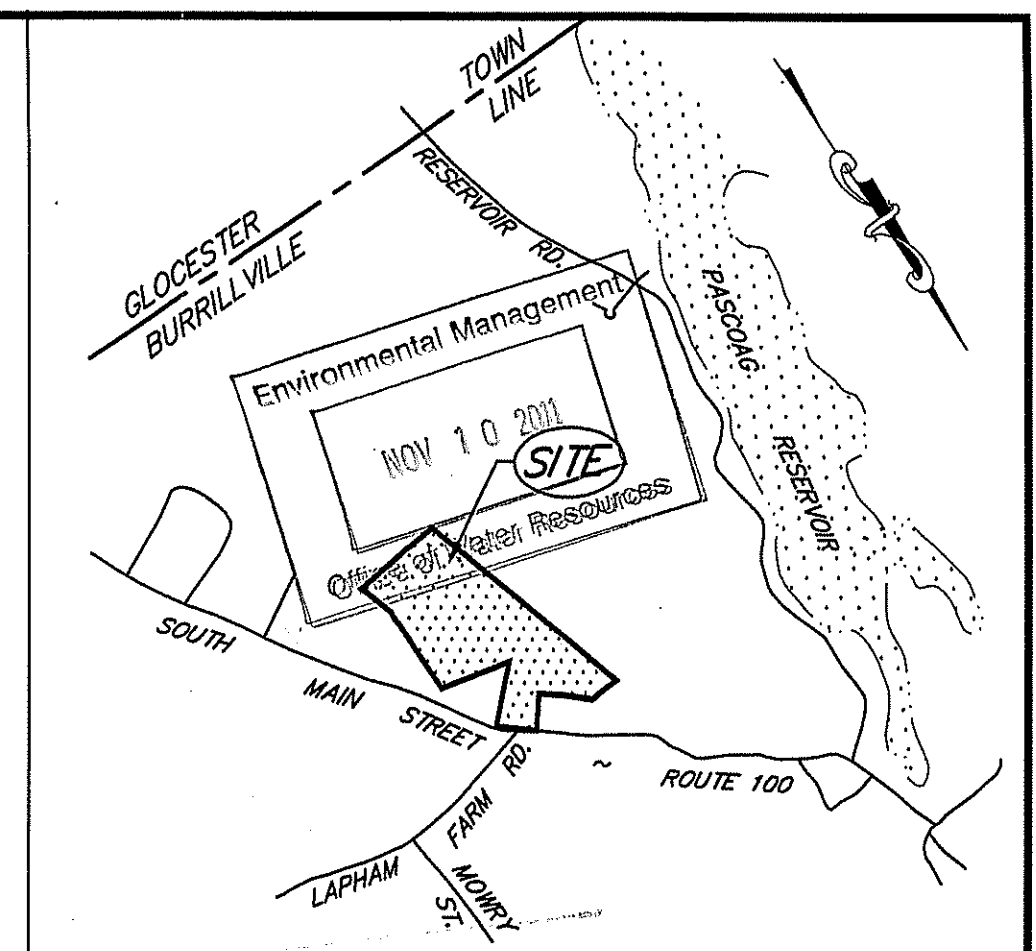 TOWN
LINE
RESERVOIR RD.
GLOCESTER
BURRILLVILLE
PASCOAG
RESERVOIR
Environmental Management
NOV 10 2011
SITE
Office of Water Resources
SOUTH
MAIN
STREET
ROUTE 100
FARM RD.
LAPHAM
MOWRY
ST.